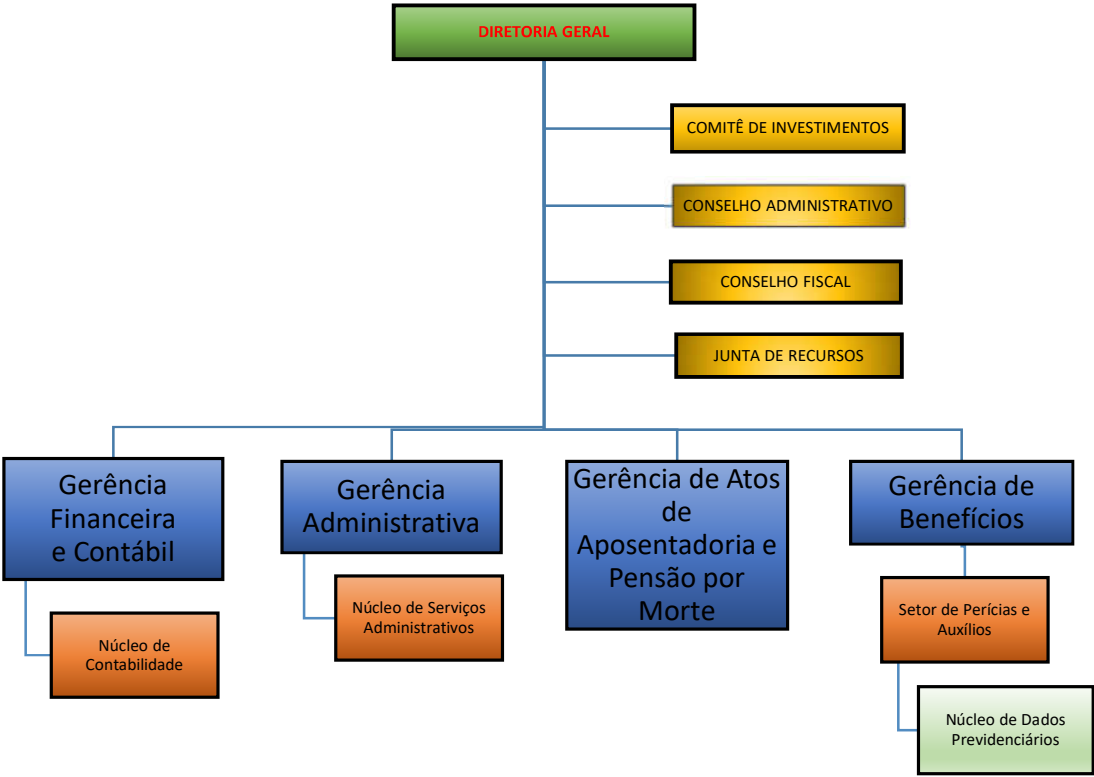 DIRETORIA GERAL
COMITÊ DE INVESTIMENTOS
CONSELHO ADMINISTRATIVO
CONSELHO FISCAL
JUNTA DE RECURSOS
Gerência
Financeira
e Contábil
Gerência
Administrativa
Gerência de Atos
de
Aposentadoria e
Pensão por
Morte
Gerência de
Benefícios
Núcleo de
Contabilidade
Núcleo de Serviços
Administrativos
Setor de Perícias e
Auxílios
Núcleo de Dados
Previdenciários